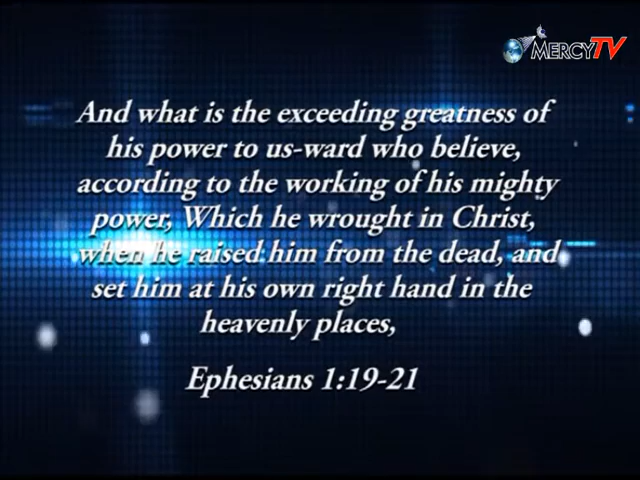 MERCYTV
And what is the exceeding greatness of
his power to us-ward who believe,
according to the working of his mighty
power, Which he wrought in Christ,
when he raised him from the dead, and
set him at his own right hand in the
heavenly places,
Ephesians 1:19-21